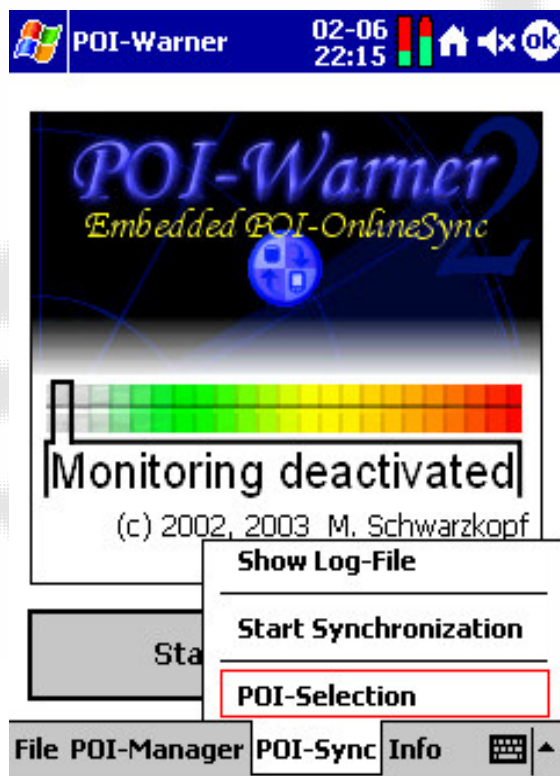 POI-Warner
02-06
22:15
ok
POI-Warner 2
Embedded POI-OnlineSync
Monitoring deactivated
(c) 2002, 2003 M. Schwarzkopf
Show Log-File
Start Synchronization
POI-Selection
Sta
File POI-Manager POI-Sync Info